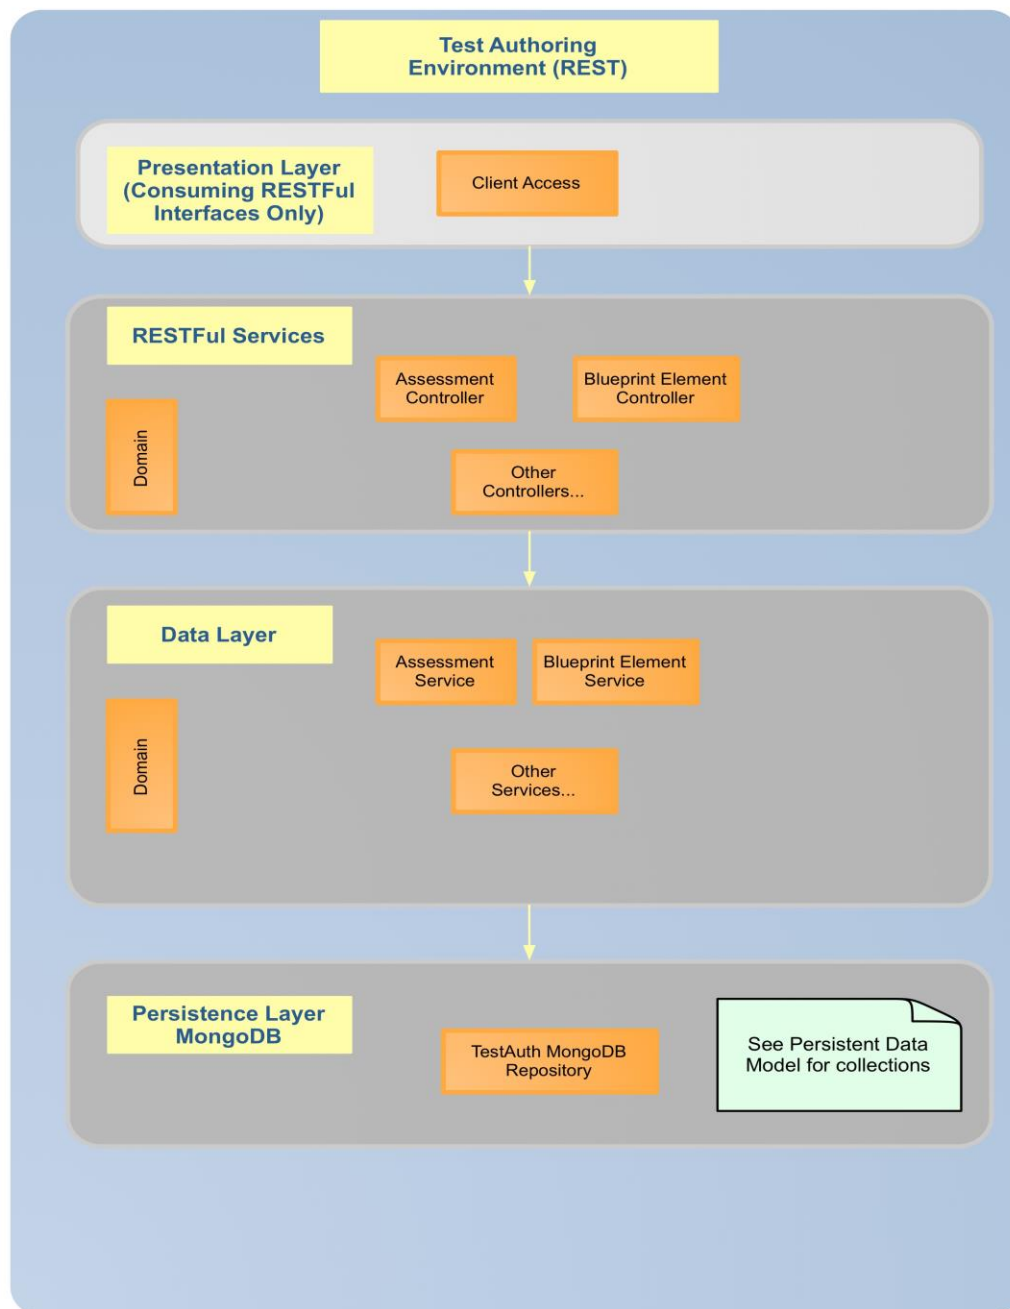 Test Authoring
Environment (REST)
Presentation Layer
(Consuming RESTFul
Interfaces Only)
Client Access
RESTFul Services
Assessment
Controller
Blueprint Element
Controller
Domain
Other
Controllers...
Data Layer
Assessment
Service
Blueprint Element
Service
Domain
Other
Services...
Persistence Layer
MongoDB
TestAuth MongoDB
Repository
See Persistent Data
Model for collections